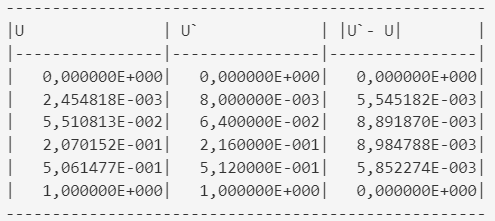 ----------------------------------------------------
|U              | U`            | |U`- U|        |
|---------------|---------------|---------------|
|   0,000000E+000|   0,000000E+000|   0,000000E+000|
|   2,454818E-003|   8,000000E-003|   5,545182E-003|
|   5,510813E-002|   6,400000E-002|   8,891870E-003|
|   2,070152E-001|   2,160000E-001|   8,984788E-003|
|   5,061477E-001|   5,120000E-001|   5,852274E-003|
|   1,000000E+000|   1,000000E+000|   0,000000E+000|
----------------------------------------------------